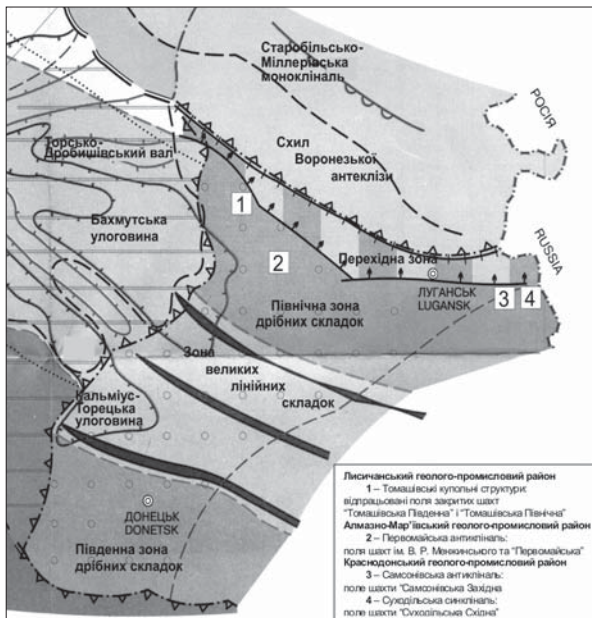 Старобільсько-
Міллерівська
монокліналь
РОСІЯ
Торсько-
Дробишівський вал
Схил
Воронезької
антеклізи
1
Бахмутська
улоговина
RUSSIA
2
Перехідна зона
ЛУГАНСЬК
LUGANSK
3
4
Північна зона
дрібних складок
Зона
великих
лінійних
складок
Кальміус-
Торецька
улоговина
ДОНЕЦЬК
DONETSK
Південна зона
дрібних складок
Лисичанський геолого-промисловий район
1 – Томашівські купольні структури:
відпрацьовані поля закритих шахт
“Томашівська Південна” і “Томашівська Північна”
Алмазно-Мар’ївський геолого-промисловий район
2 – Первомайська антикліналь:
поля шахт ім. В. Р. Менжинського та “Первомайська”
Краснодонський геолого-промисловий район
3 – Самсонівська антикліналь:
поле шахти “Самсонівська Західна
4 – Суходільська синкліналь:
поле шахти “Суходільська Східна”